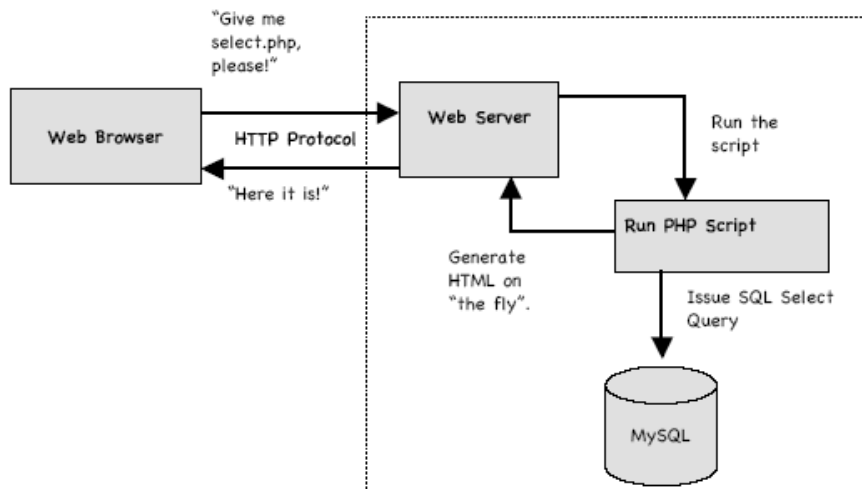 “Give me
select.php,
please!”
Web Browser
HTTP Protocol
“Here it is!”
Web Server
Run the
script
Run PHP Script
Generate
HTML on
“the fly”.
Issue SQL Select
Query
MySQL